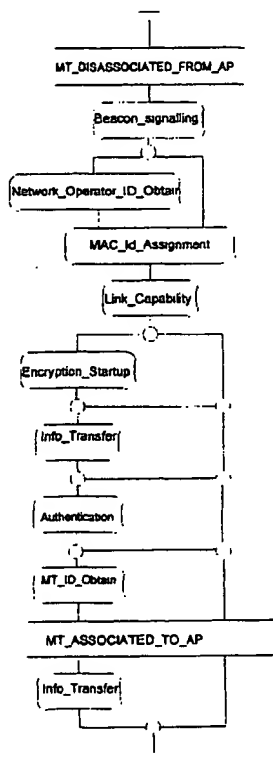 MT_DISASSOCIATED_FROM_AP
Beacon_signalling
Network_Operator_ID_Obtain
MAC_Id_Assignment
Link_Capability
Encryption_Startup
Info_Transfer
Authentication
MT_ID_Obtain
MT_ASSOCIATED_TO_AP
Info_Transfer